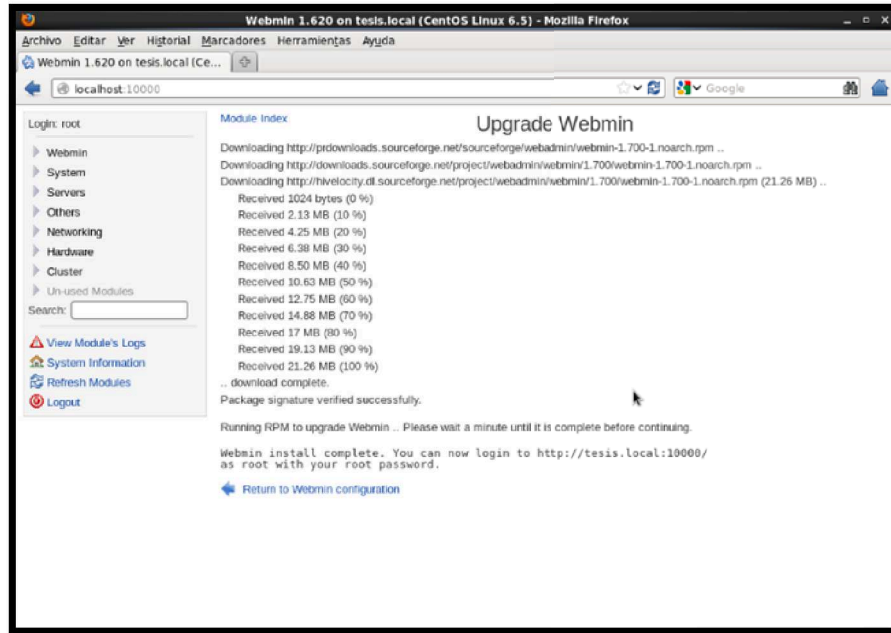 Webmin 1.620 on tesis.local (CentOS Linux 6.5) - Mozilla Firefox
Archivo Editar Ver Historial Marcadores Herramientas Ayuda
Webmin 1.620 on tesis.local (Ce...
localhost:10000
Google
Login: root
Webmin
System
Servers
Others
Networking
Hardware
Cluster
Un-used Modules
Search:
View Module's Logs
System Information
Refresh Modules
Logout
Module Index
Upgrade Webmin
Downloading http://prdownloads.sourceforge.net/sourceforge/webadmin/webmin-1.700-1.noarch.rpm ..
Downloading http://downloads.sourceforge.net/project/webadmin/webmin/1.700/webmin-1.700-1.noarch.rpm ..
Downloading http://hivelocity.dl.sourceforge.net/project/webadmin/webmin/1.700/webmin-1.700-1.noarch.rpm (21.26 MB) ..
Received 1024 bytes (0 %)
Received 2.13 MB (10 %)
Received 4.25 MB (20 %)
Received 6.38 MB (30 %)
Received 8.50 MB (40 %)
Received 10.63 MB (50 %)
Received 12.75 MB (60 %)
Received 14.88 MB (70 %)
Received 17 MB (80 %)
Received 19.13 MB (90 %)
Received 21.26 MB (100 %)
.. download complete.
Package signature verified successfully.
Running RPM to upgrade Webmin .. Please wait a minute until it is complete before continuing.
Webmin install complete. You can now login to http://tesis.local:10000/
as root with your root password.
Return to Webmin configuration